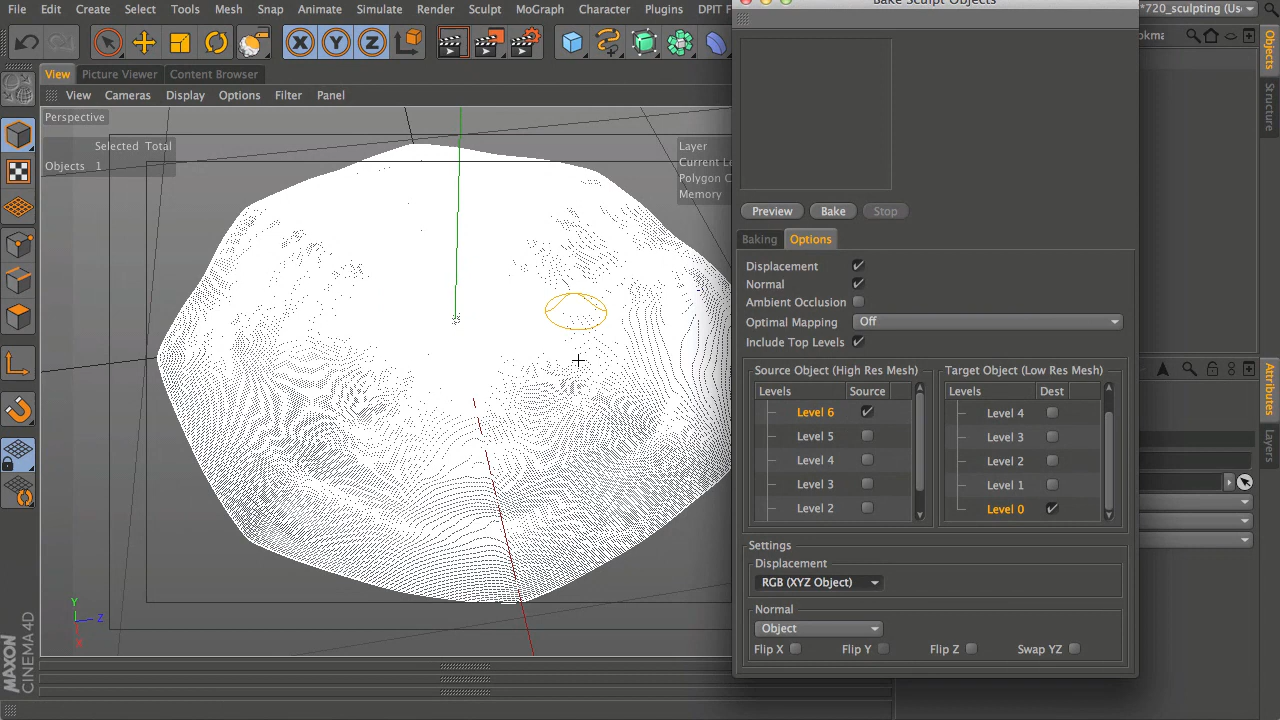 File Edit Create Select Tools Mesh Snap Animate Simulate Render Sculpt MoGraph Character Plugins DPIT
Bake Sculpt Objects
*720_sculpting
X Y Z
View Picture Viewer Content Browser
View Cameras Display Options Filter Panel
Perspective
Selected Total
Objects 1
Layer
Current
Polygon
Memory
Preview Bake Stop
Baking Options
Displacement
Normal
Ambient Occlusion
Optimal Mapping Off
Include Top Levels
Source Object (High Res Mesh) Target Object (Low Res Mesh)
Levels Source Levels Dest
Level 6 Level 4
Level 5 Level 3
Level 4 Level 2
Level 3 Level 1
Level 2 Level 0
Settings
Displacement
RGB (XYZ Object)
Normal
Object
Flip X Flip Y Flip Z Swap YZ
Objects
Structure
Attributes
Layers
Y
Z
X
MAXON
CINEMA 4D